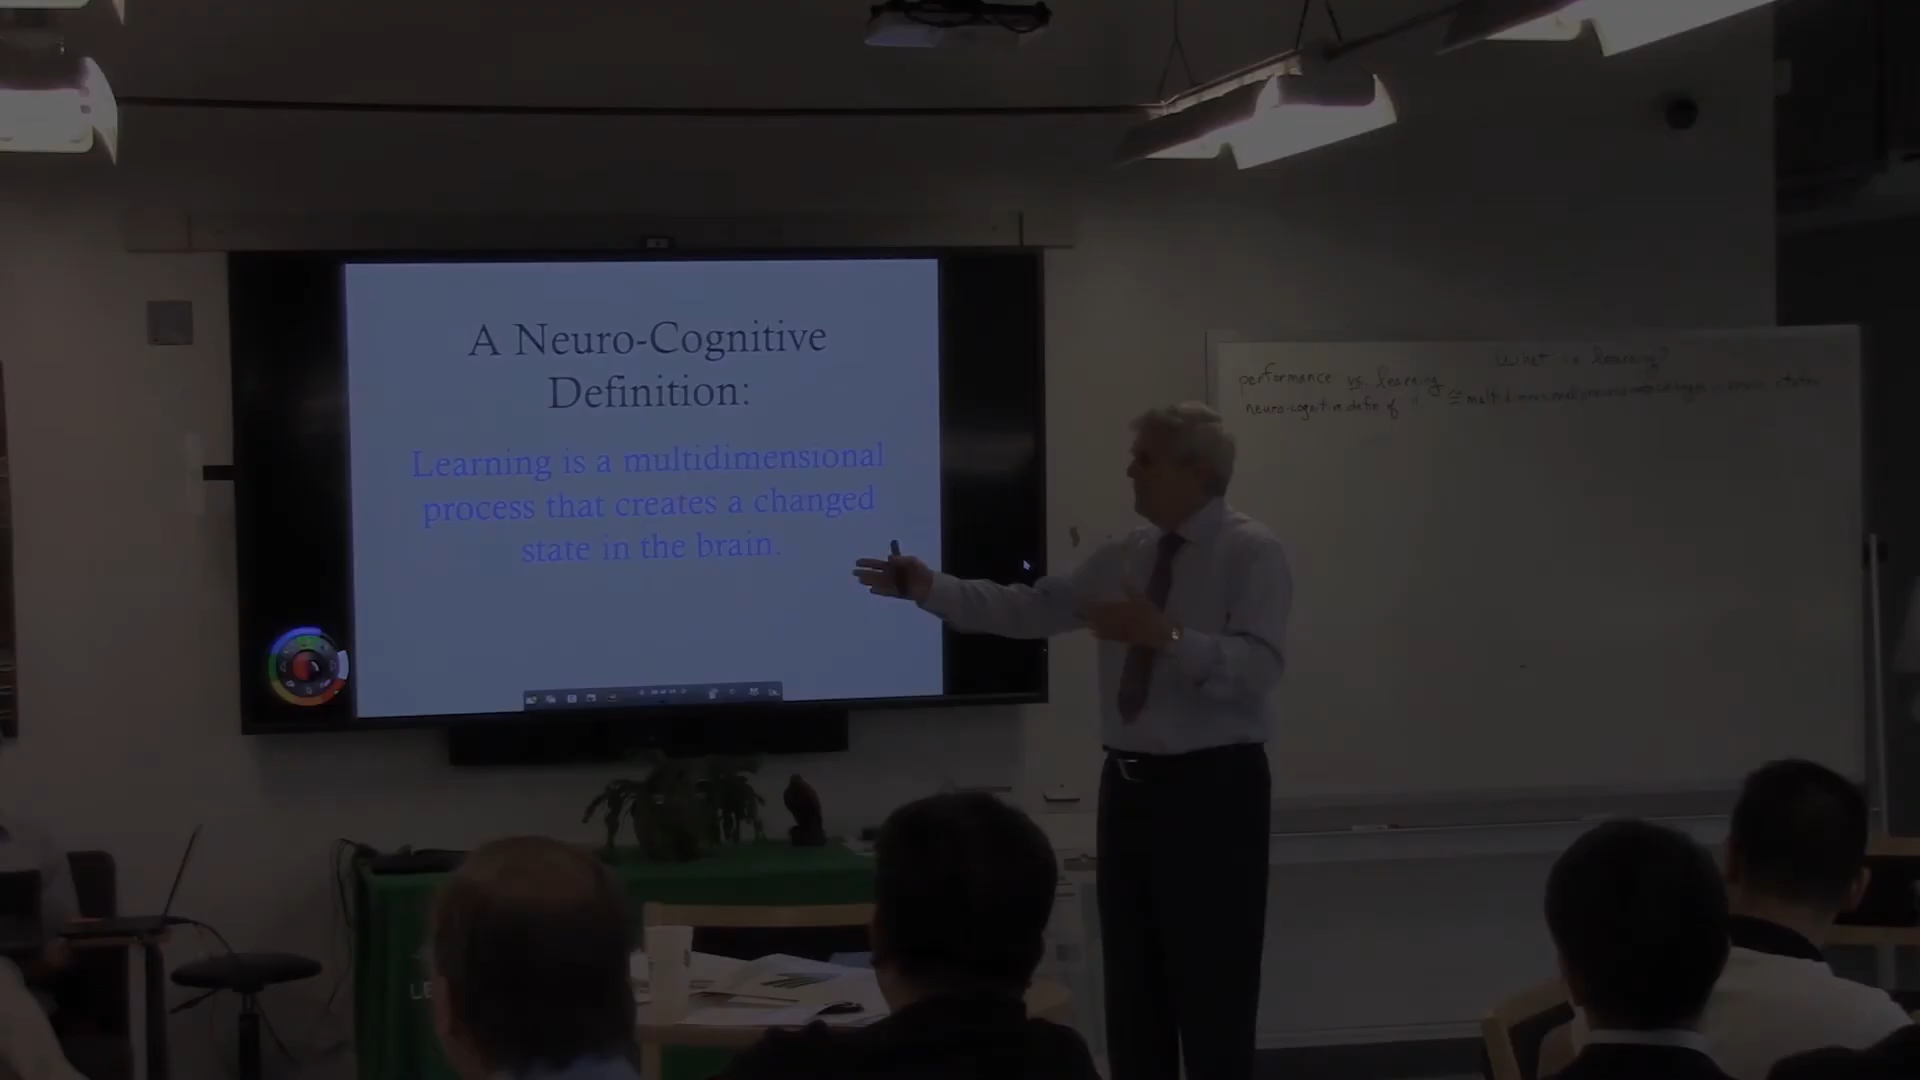 A Neuro-Cognitive
Definition:
Learning is a multidimensional
process that creates a changed
state in the brain.
What is learning?
performance vs. learning
neuro-cognitive defn of
LE